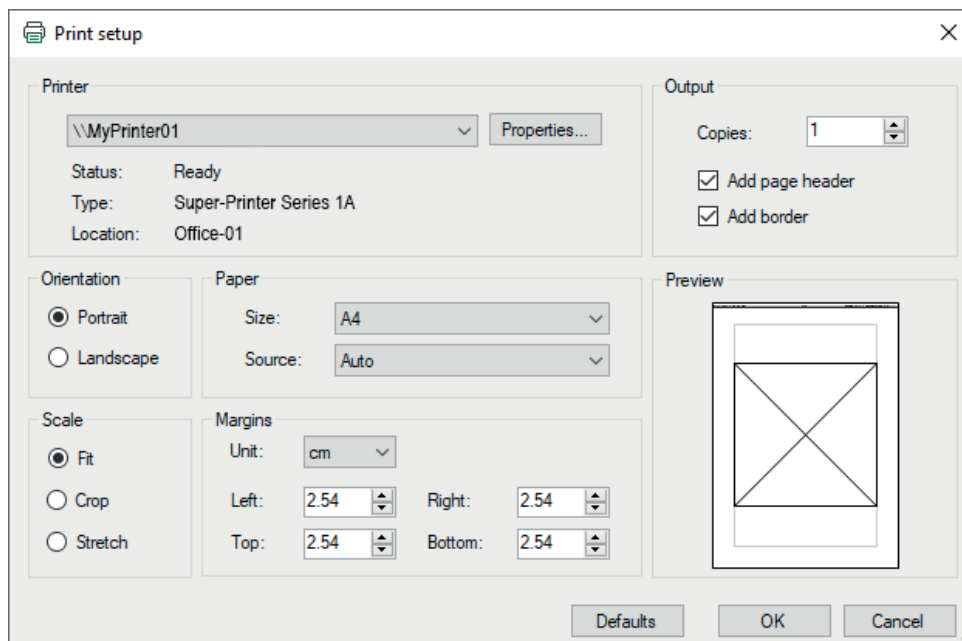 Print setup
Printer
\\MyPrinter01
Properties...
Status: Ready
Type: Super-Printer Series 1A
Location: Office-01
Output
Copies: 1
Add page header
Add border
Orientation
Portrait
Landscape
Paper
Size: A4
Source: Auto
Preview
Scale
Fit
Crop
Stretch
Margins
Unit: cm
Left: 2.54 Right: 2.54
Top: 2.54 Bottom: 2.54
Defaults OK Cancel